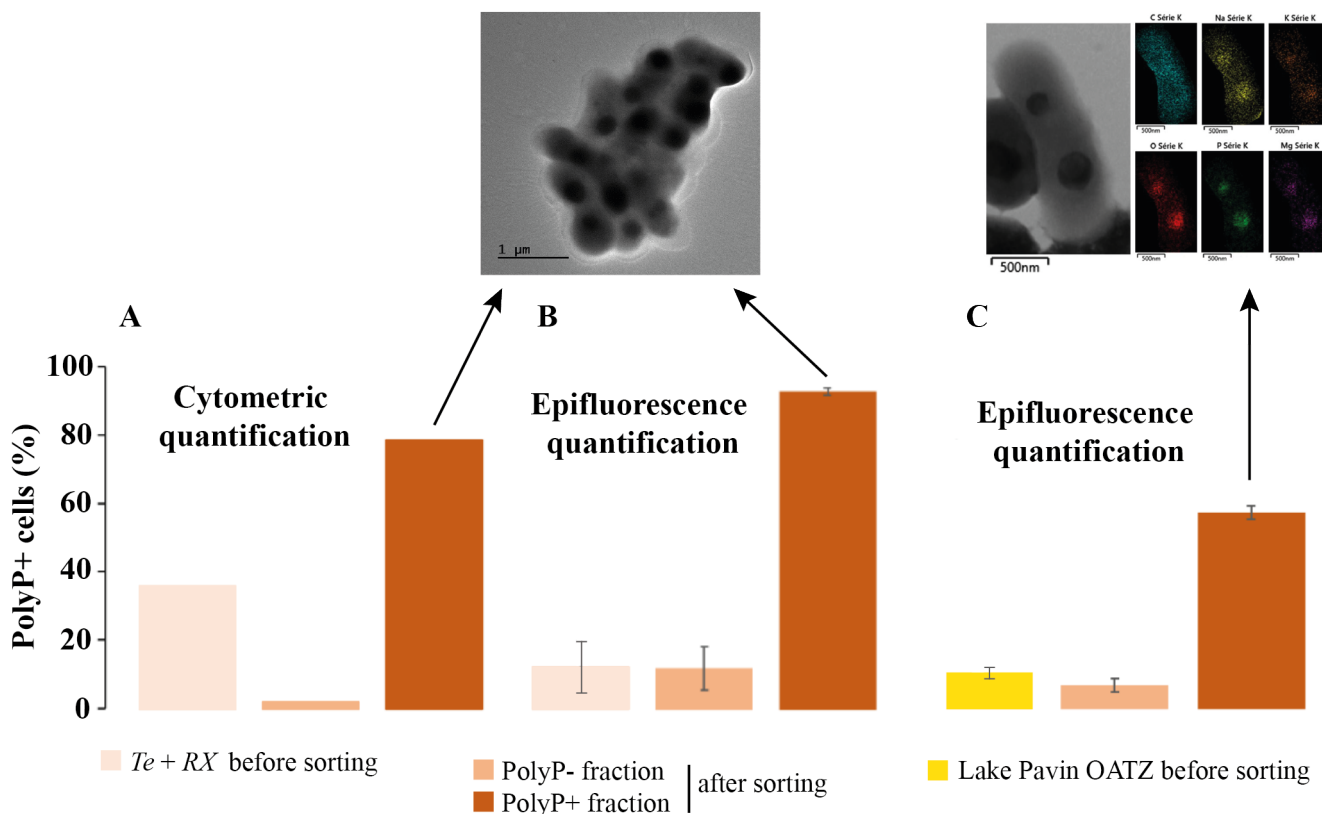 C Série K
Na Série K
K Série K
500nm
500nm
500nm
O Série K
P Série K
Mg Série K
500nm
500nm
500nm
1 µm
500nm
A
B
C
PolyP+ cells (%)
100
80
60
40
20
0
Cytometric
quantification
Epifluorescence
quantification
Epifluorescence
quantification
Te + RX before sorting
PolyP- fraction
PolyP+ fraction
after sorting
Lake Pavin OATZ before sorting